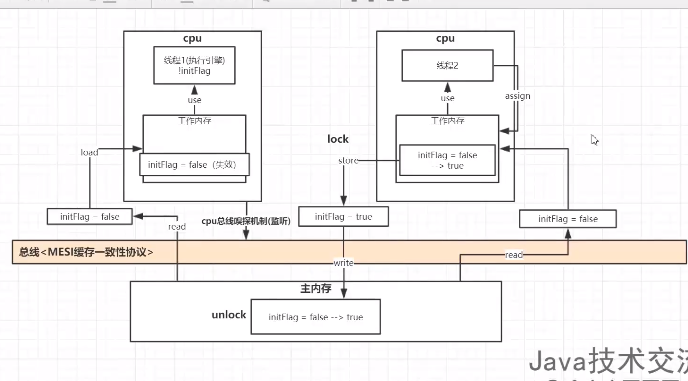 cpu
线程1(执行引擎)
!initFlag
use
工作内存
initFlag = false（失效）
load
initFlag = false
read
cpu总线嗅探机制(监听)
cpu
线程2
use
assign
工作内存
initFlag = false
-> true
lock
store
initFlag = true
initFlag = false
总线<MESI缓存一致性协议>
write
read
主内存
unlock
initFlag = false --> true
Java技术交流